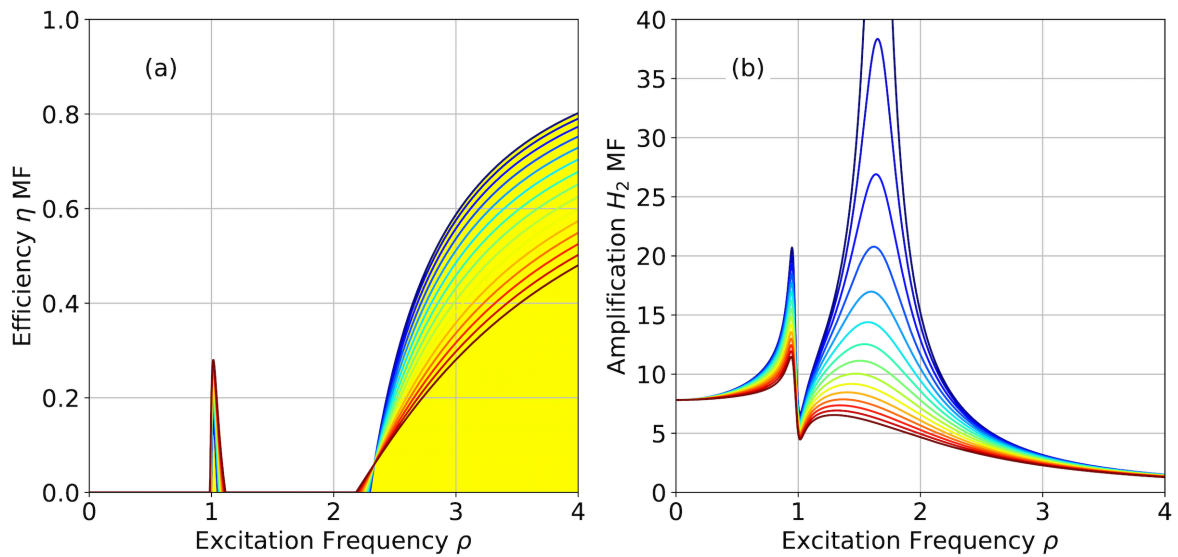 (a)
Efficiency η MF
1.0
0.8
0.6
0.4
0.2
0.0
0 1 2 3 4
Excitation Frequency ρ
(b)
Amplification H₂ MF
40
35
30
25
20
15
10
5
0
0 1 2 3 4
Excitation Frequency ρ